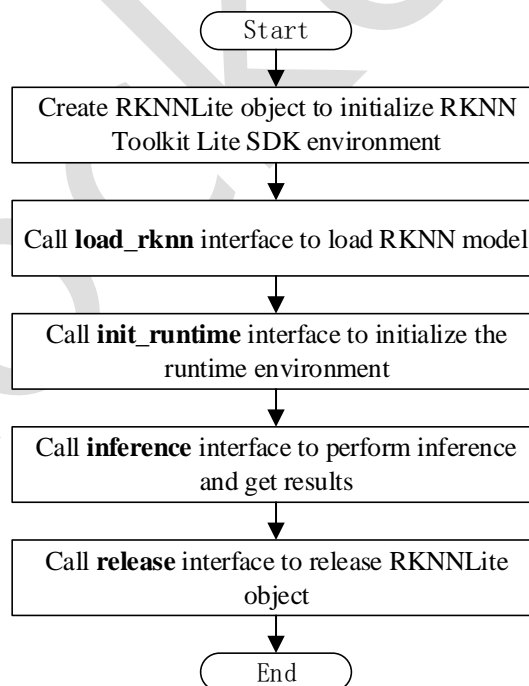 Start
Create RKNNLite object to initialize RKNN
Toolkit Lite SDK environment
Call load_rknn interface to load RKNN model
Call init_runtime interface to initialize the
runtime environment
Call inference interface to perform inference
and get results
Call release interface to release RKNNLite
object
End